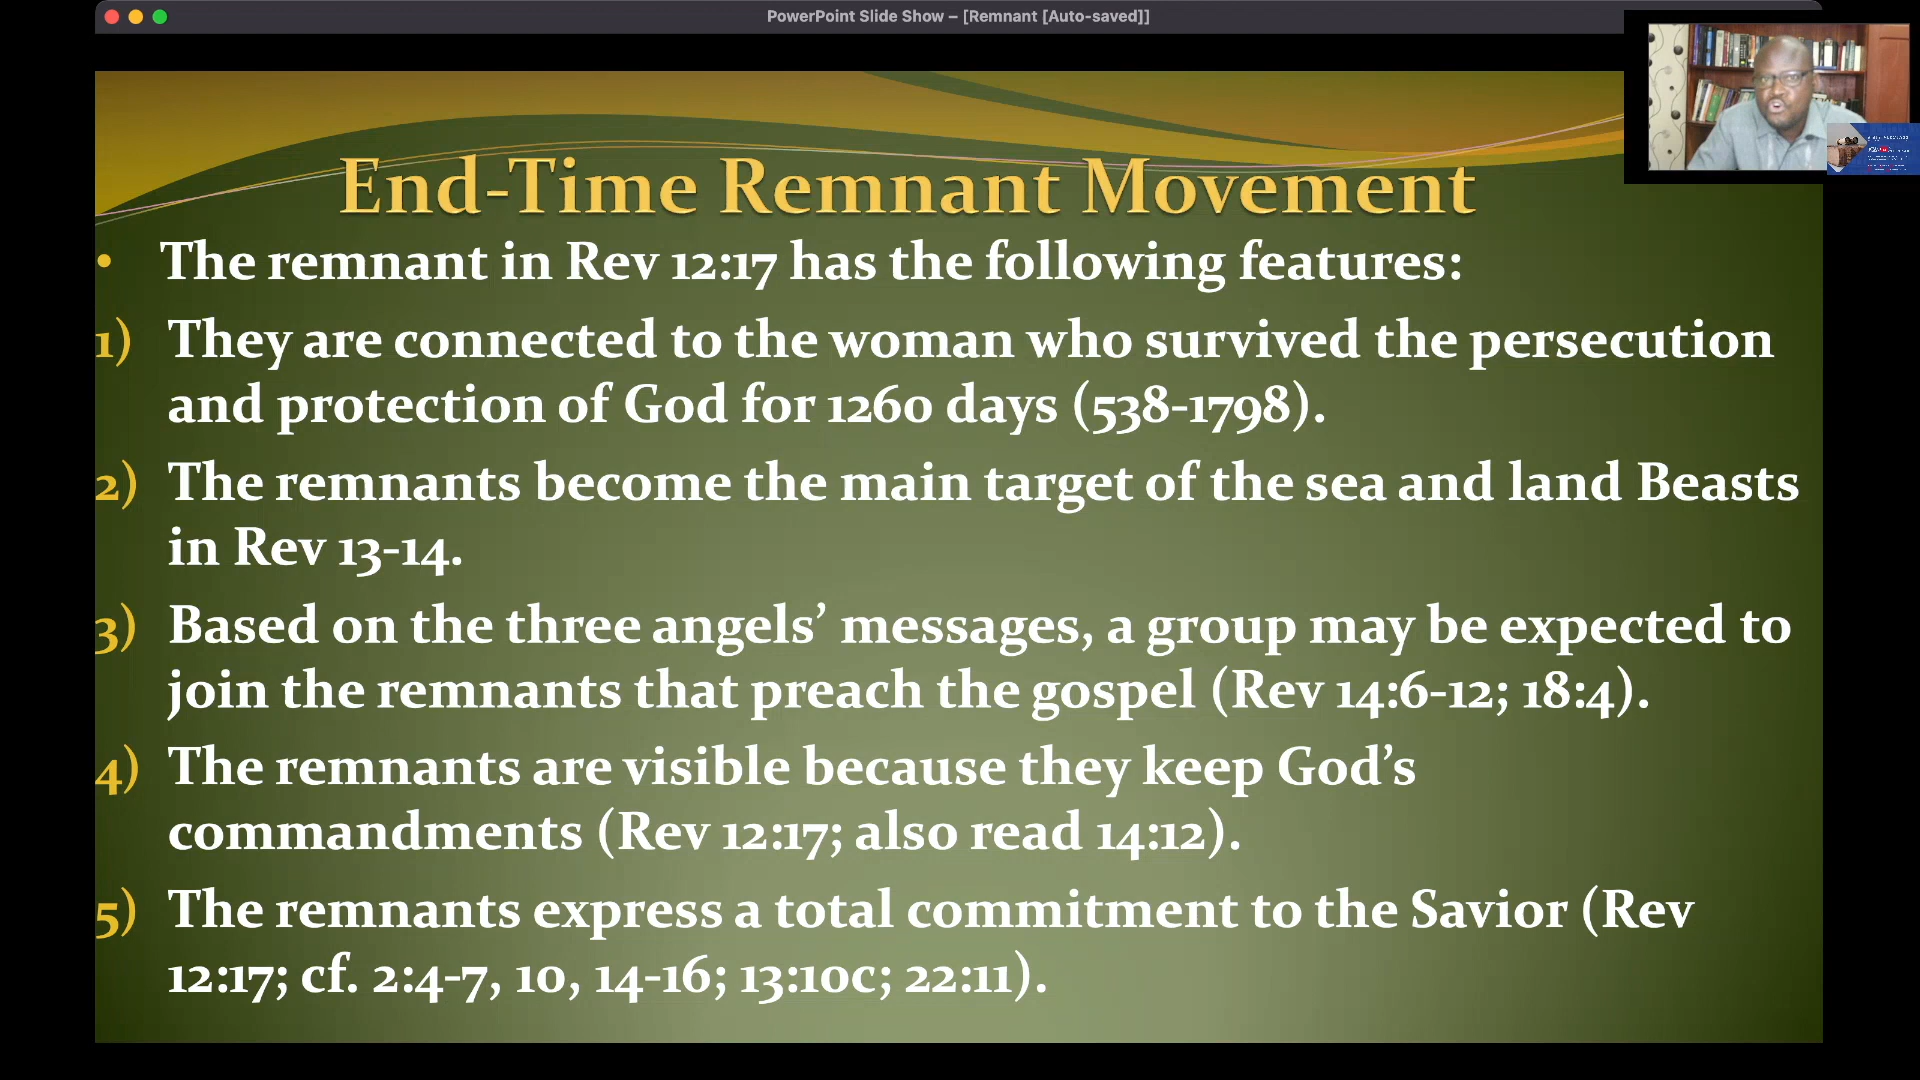 PowerPoint Slide Show – [Remnant [Auto-saved]]
End-Time Remnant Movement
• The remnant in Rev 12:17 has the following features:
1) They are connected to the woman who survived the persecution
and protection of God for 1260 days (538-1798).
2) The remnants become the main target of the sea and land Beasts
in Rev 13-14.
3) Based on the three angels’ messages, a group may be expected to
join the remnants that preach the gospel (Rev 14:6-12; 18:4).
4) The remnants are visible because they keep God’s
commandments (Rev 12:17; also read 14:12).
5) The remnants express a total commitment to the Savior (Rev
12:17; cf. 2:4-7, 10, 14-16; 13:10c; 22:11).